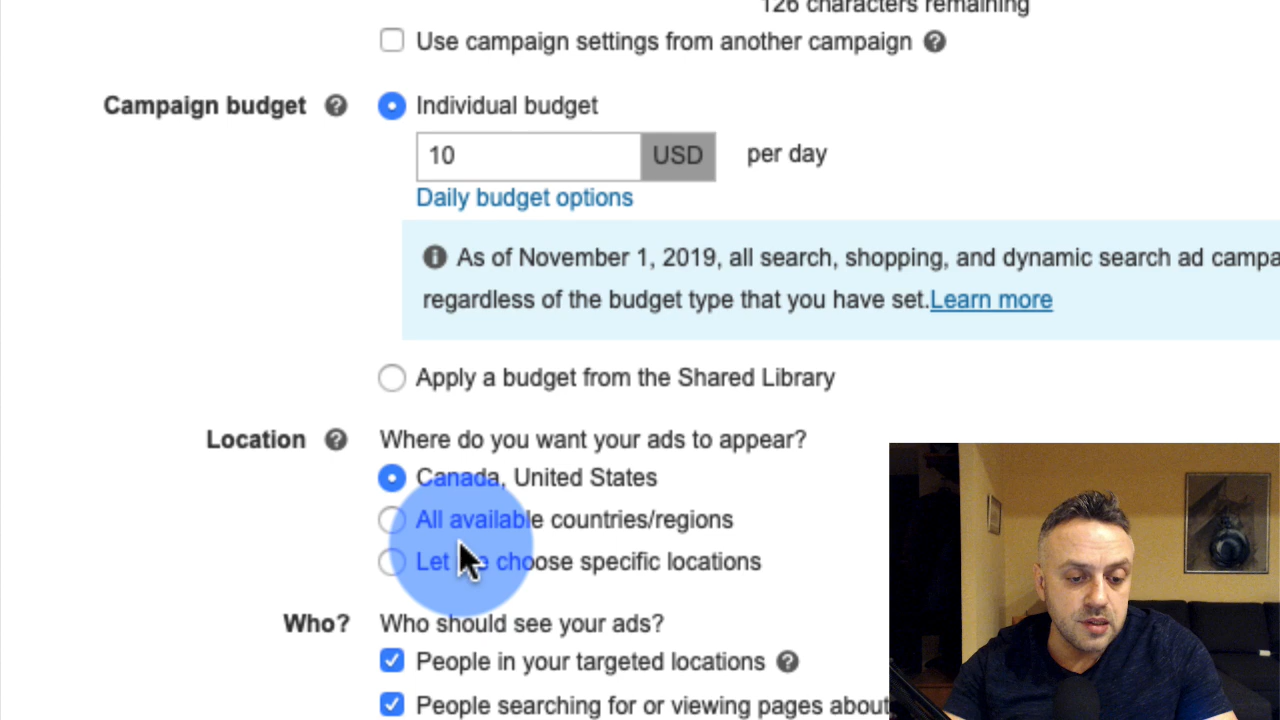 126 characters remaining
Use campaign settings from another campaign ?
Campaign budget ? Individual budget
10 USD per day
Daily budget options
As of November 1, 2019, all search, shopping, and dynamic search ad campa
regardless of the budget type that you have set.Learn more
Apply a budget from the Shared Library
Location ? Where do you want your ads to appear?
Canada, United States
All available countries/regions
Let me choose specific locations
Who? Who should see your ads?
People in your targeted locations ?
People searching for or viewing pages about